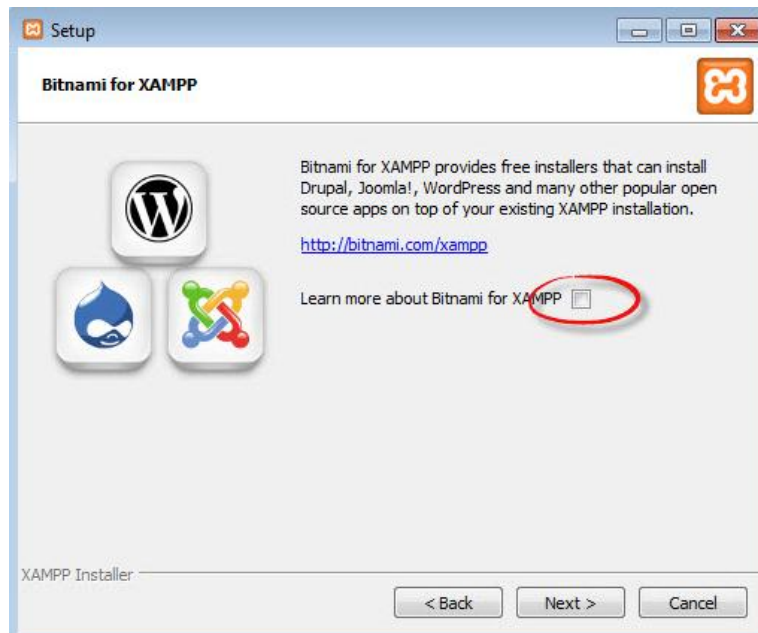 Setup
Bitnami for XAMPP
Bitnami for XAMPP provides free installers that can install
Drupal, Joomla!, WordPress and many other popular open
source apps on top of your existing XAMPP installation.
http://bitnami.com/xampp
Learn more about Bitnami for XAMPP
XAMPP Installer
< Back
Next >
Cancel